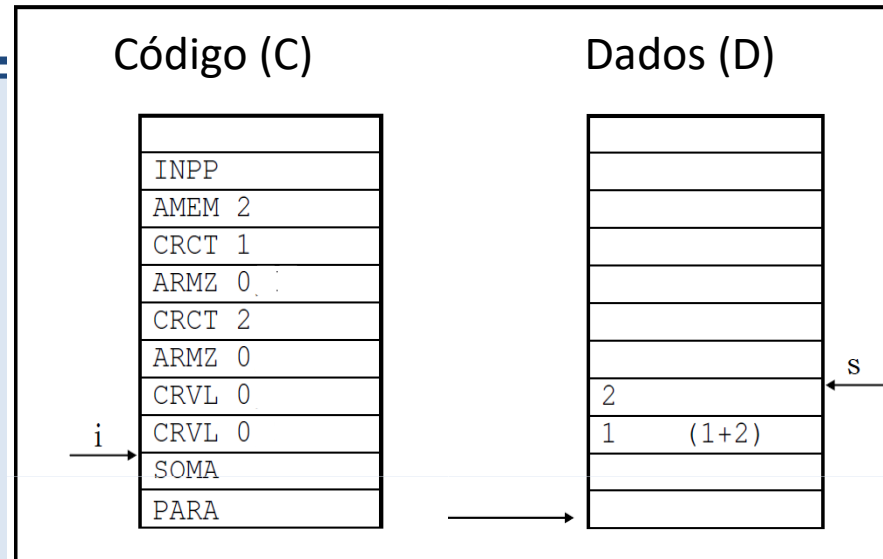 Código (C)
Dados (D)
INPP
AMEM 2
CRCT 1
ARMZ 0
CRCT 2
ARMZ 0
CRVL 0
CRVL 0
SOMA
PARA
i
2
1 (1+2)
s